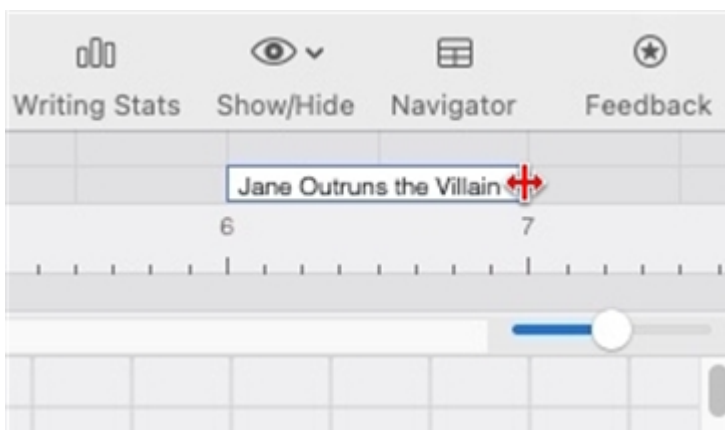 Writing Stats Show/Hide Navigator Feedback
Jane Outruns the Villain
6 7